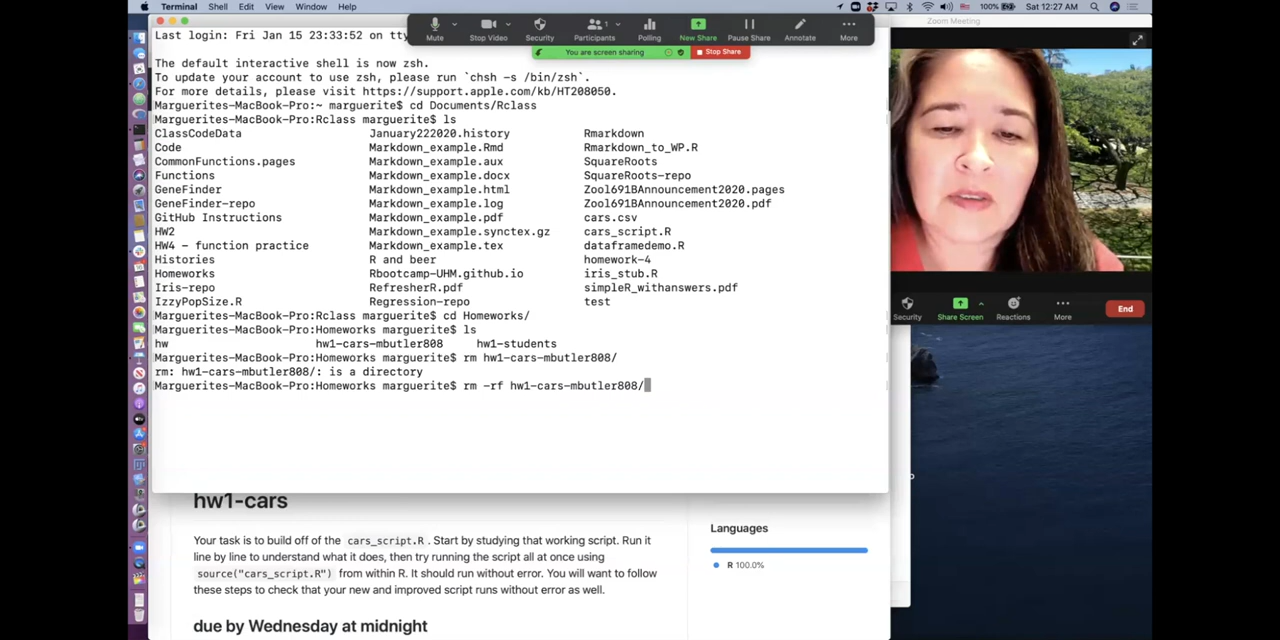 Terminal Shell Edit View Window Help 100% Sat 12:27 AM
Zoom Meeting
Mute Stop Video Security Participants 1 Polling New Share Pause Share Annotate More
You are screen sharing Stop Share
Last login: Fri Jan 15 23:33:52 on tty
The default interactive shell is now zsh.
To update your account to use zsh, please run `chsh -s /bin/zsh`.
For more details, please visit https://support.apple.com/kb/HT208050.
Marguerites-MacBook-Pro:~ marguerite$ cd Documents/Rclass
Marguerites-MacBook-Pro:Rclass marguerite$ ls
ClassCodeData January222020.history Rmarkdown
Code Markdown_example.Rmd Rmarkdown_to_WP.R
CommonFunctions.pages Markdown_example.aux SquareRoots
Functions Markdown_example.docx SquareRoots-repo
GeneFinder Markdown_example.html Zool691BAnnouncement2020.pages
GeneFinder-repo Markdown_example.log Zool691BAnnouncement2020.pdf
GitHub Instructions Markdown_example.pdf cars.csv
HW2 Markdown_example.synctex.gz cars_script.R
HW4 - function practice Markdown_example.tex dataframedemo.R
Histories R and beer homework-4
Homeworks Rbootcamp-UHM.github.io iris_stub.R
Iris-repo RefresherR.pdf simpleR_withanswers.pdf
IzzyPopSize.R Regression-repo test
Marguerites-MacBook-Pro:Rclass marguerite$ cd Homeworks/
Marguerites-MacBook-Pro:Homeworks marguerite$ ls
hw hw1-cars-mbutler808 hw1-students
Marguerites-MacBook-Pro:Homeworks marguerite$ rm hw1-cars-mbutler808/
rm: hw1-cars-mbutler808/: is a directory
Marguerites-MacBook-Pro:Homeworks marguerite$ rm -rf hw1-cars-mbutler808/
Security Share Screen Reactions More End
hw1-cars
Your task is to build off of the cars_script.R . Start by studying that working script. Run it
line by line to understand what it does, then try running the script all at once using
source("cars_script.R") from within R. It should run without error. You will want to follow
these steps to check that your new and improved script runs without error as well.
due by Wednesday at midnight
Languages
R 100.0%